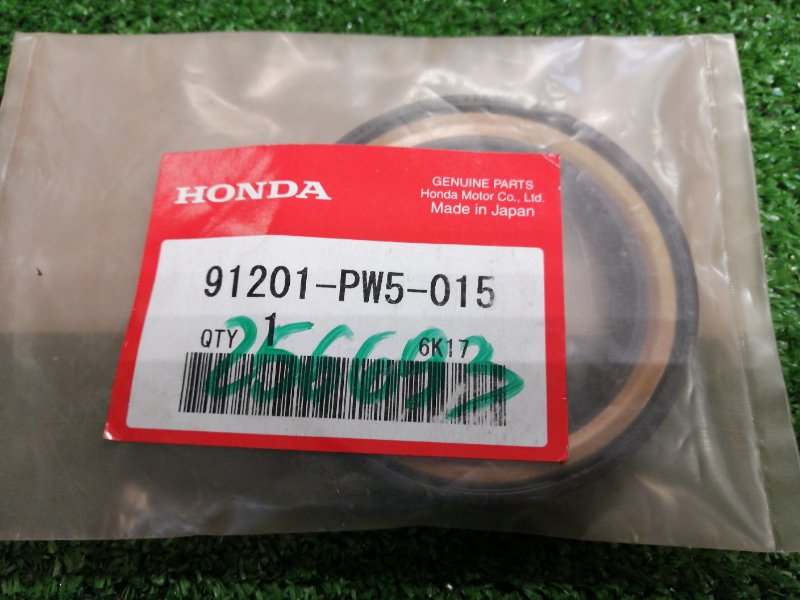 HONDA
GENUINE PARTS
Honda Motor Co., Ltd.
Made in Japan
91201-PW5-015
QTY 1 6K17